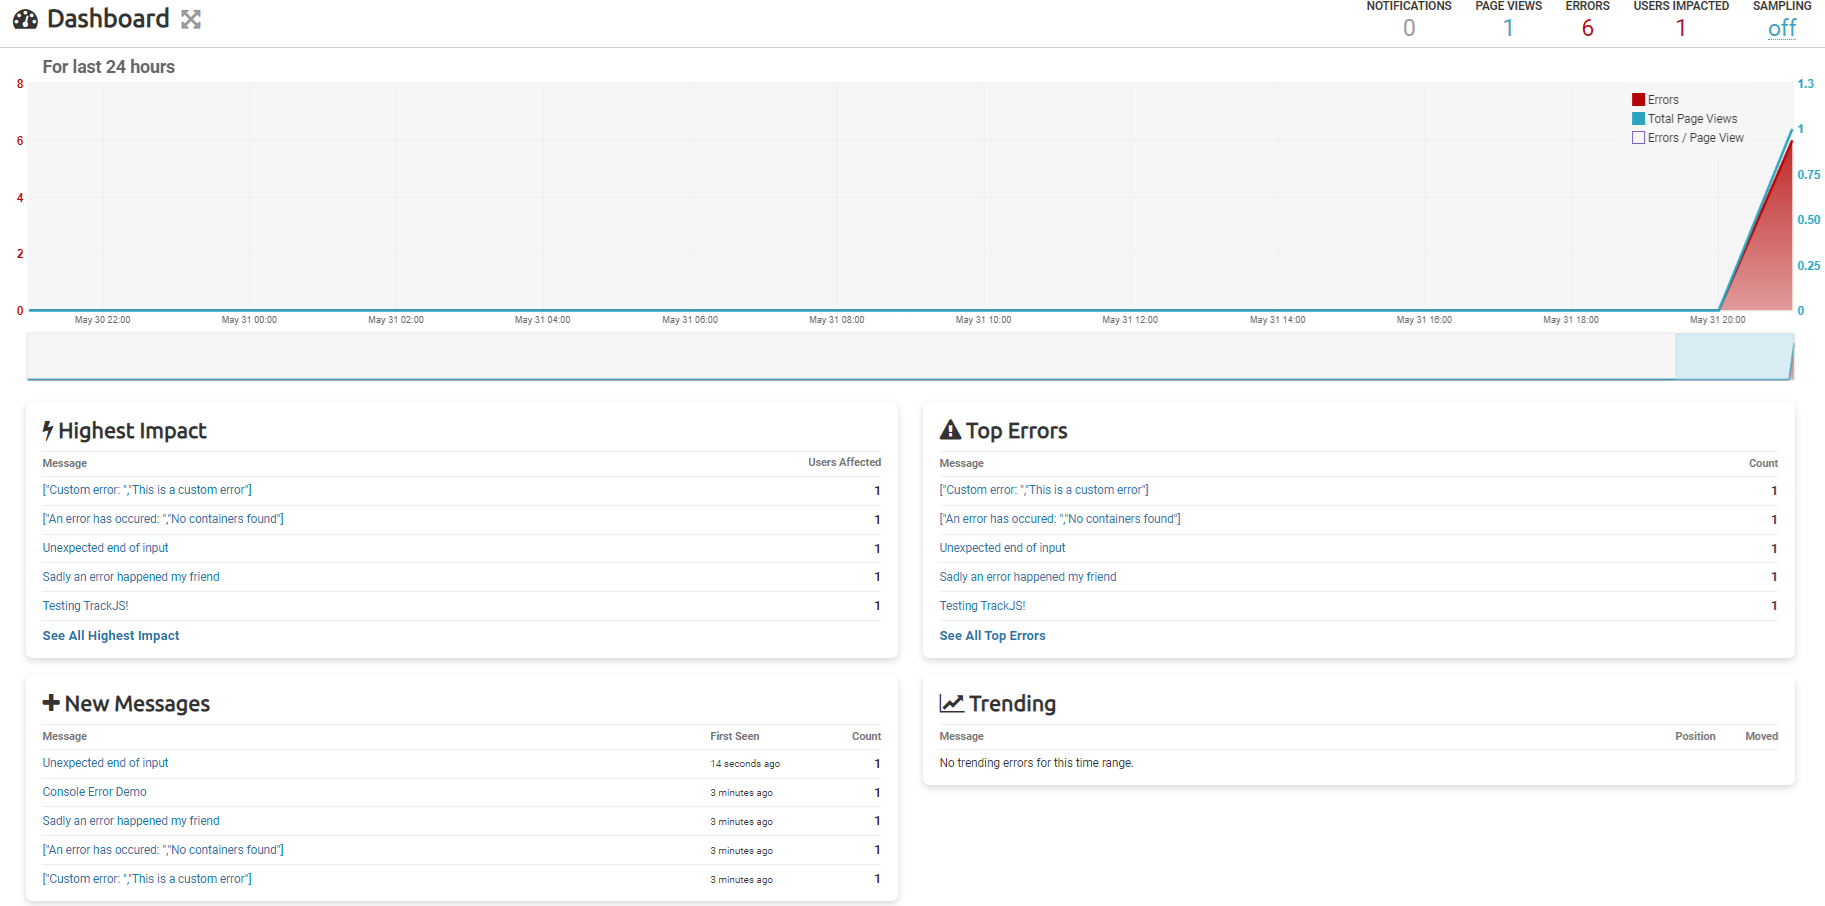 Dashboard
NOTIFICATIONS PAGE VIEWS ERRORS USERS IMPACTED SAMPLING
0 1 6 1 off
For last 24 hours
8 1.3
Errors
Total Page Views
1
Errors / Page View
6
0.75
4
0.50
2
0.25
0 0
May 30 22:00 May 31 00:00 May 31 02:00 May 31 04:00 May 31 06:00 May 31 08:00 May 31 10:00 May 31 12:00 May 31 14:00 May 31 16:00 May 31 18:00 May 31 20:00
Highest Impact
Message Users Affected
["Custom error: ","This is a custom error"] 1
["An error has occured: ","No containers found"] 1
Unexpected end of input 1
Sadly an error happened my friend 1
Testing TrackJS! 1
See All Highest Impact
Top Errors
Message Count
["Custom error: ","This is a custom error"] 1
["An error has occured: ","No containers found"] 1
Unexpected end of input 1
Sadly an error happened my friend 1
Testing TrackJS! 1
See All Top Errors
New Messages
Message First Seen Count
Unexpected end of input 14 seconds ago 1
Console Error Demo 3 minutes ago 1
Sadly an error happened my friend 3 minutes ago 1
["An error has occured: ","No containers found"] 3 minutes ago 1
["Custom error: ","This is a custom error"] 3 minutes ago 1
Trending
Message Position Moved
No trending errors for this time range.